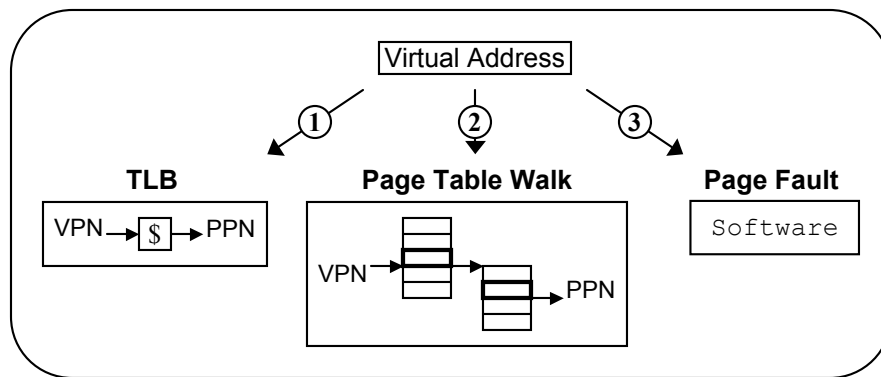 Virtual Address
1 2 3
TLB Page Table Walk Page Fault
VPN $ PPN
VPN PPN
Software